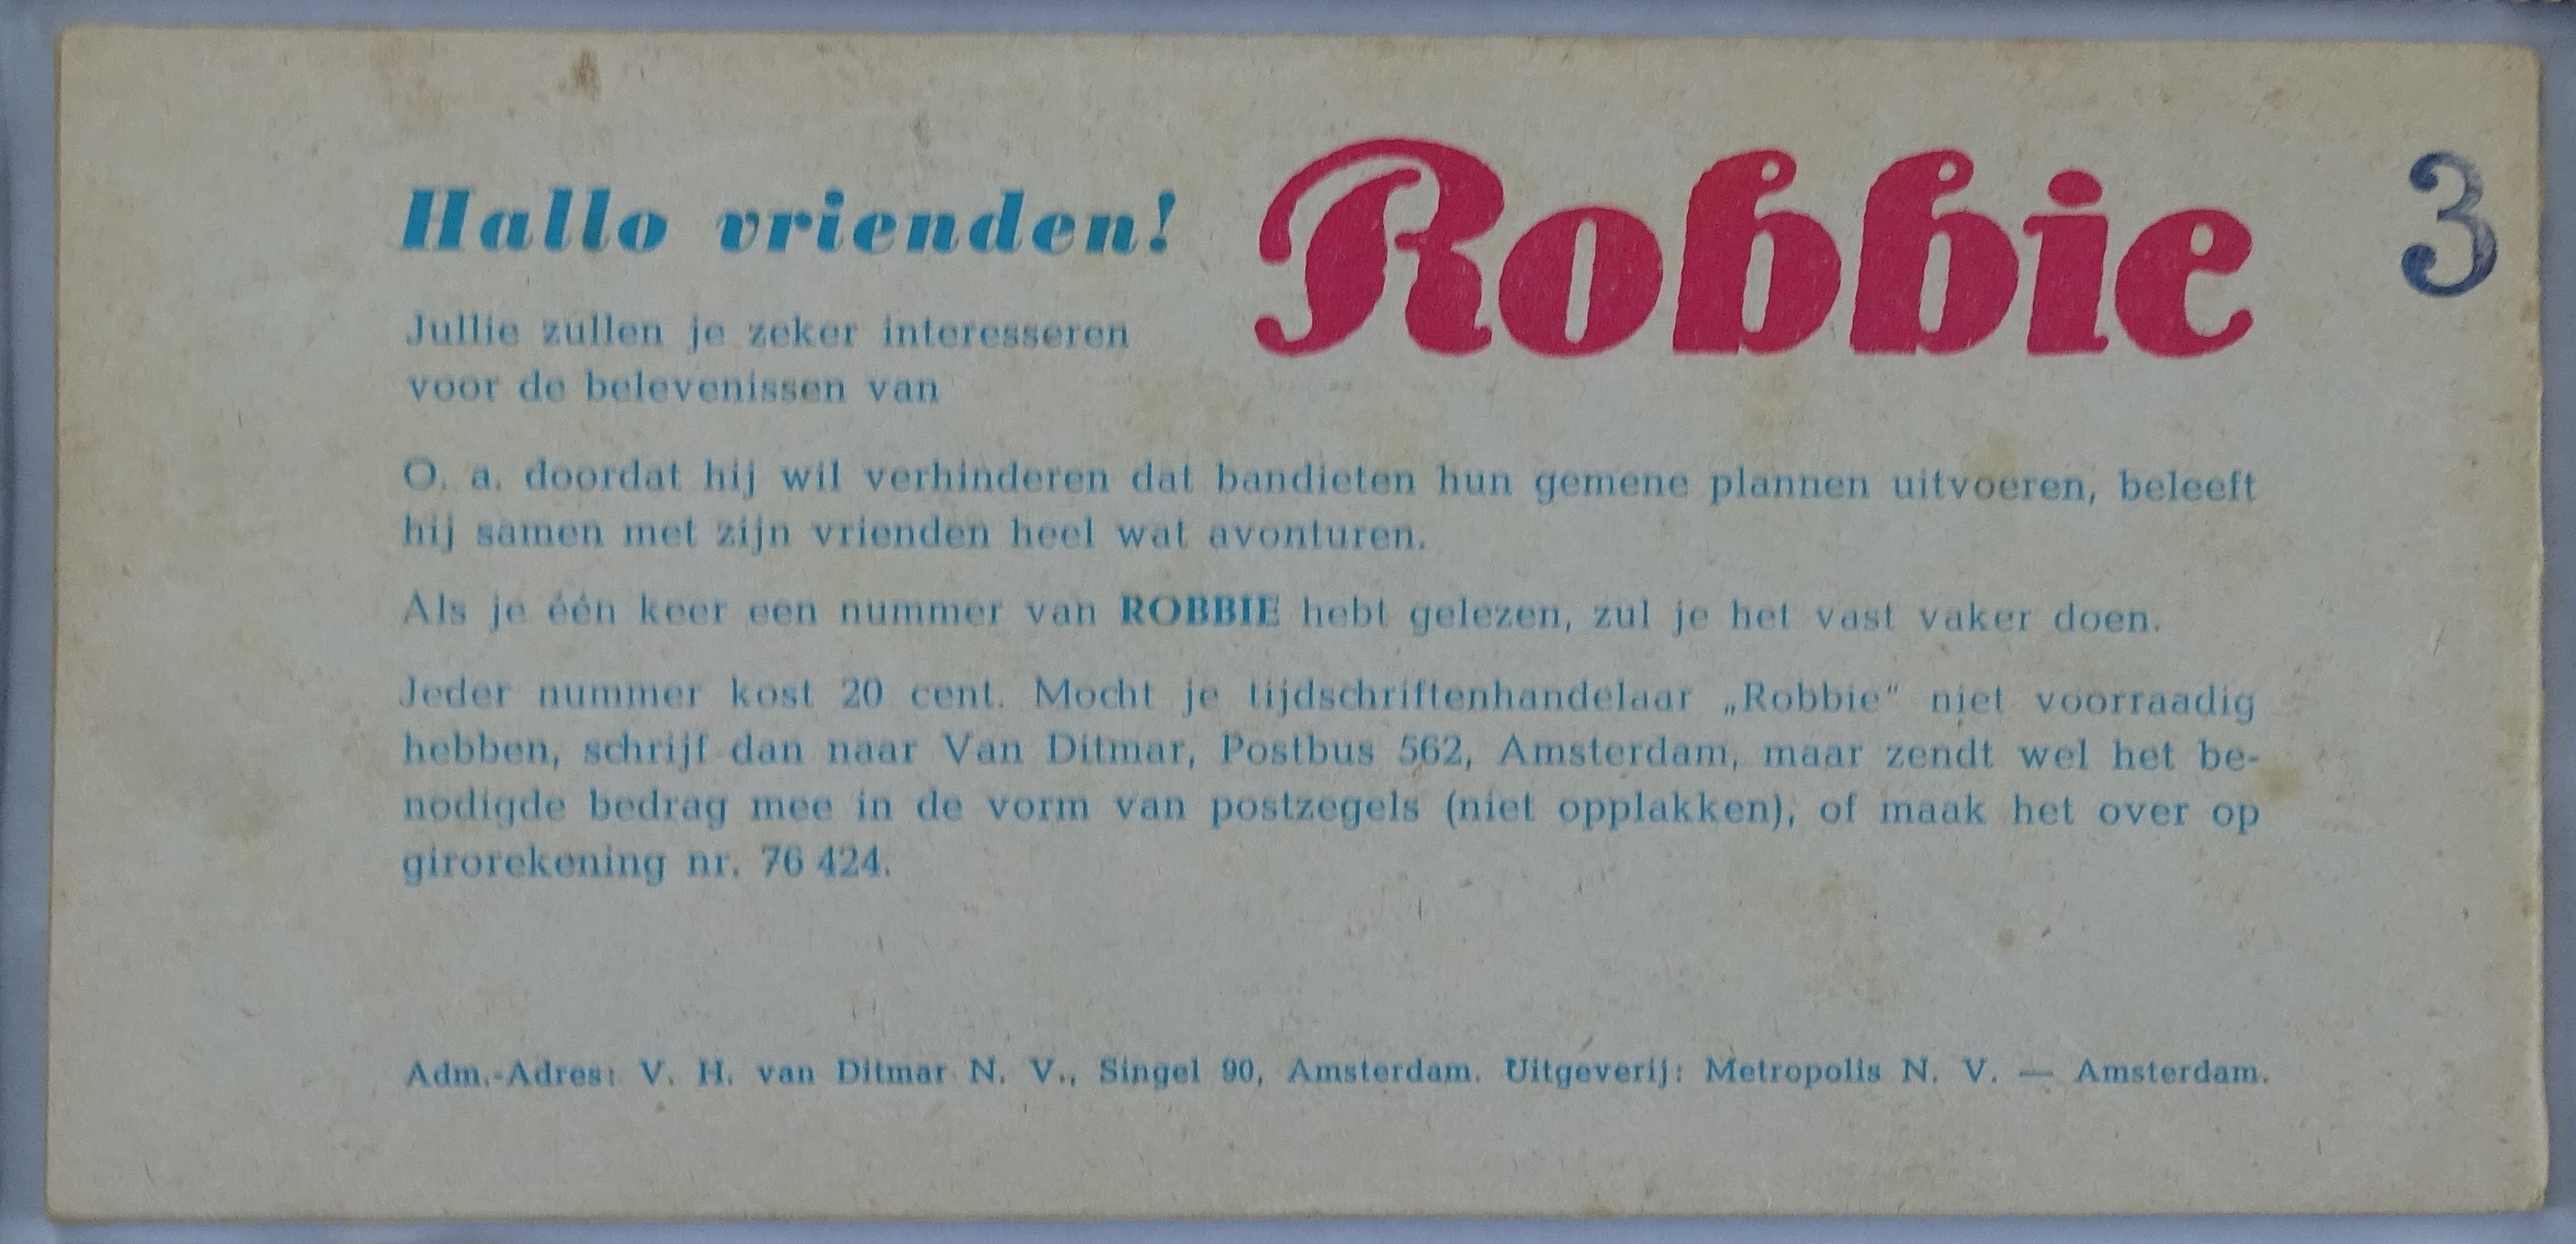 Hallo vrienden!
Jullie zullen je zeker interesseren
voor de belevenissen van
Robbie
3
O. a. doordat hij wil verhinderen dat bandieten hun gemene plannen uitvoeren, beleeft
hij samen met zijn vrienden heel wat avonturen.
Als je één keer een nummer van ROBBIE hebt gelezen, zul je het vast vaker doen.
Jeder nummer kost 20 cent. Mocht je tijdschriftenhandelaar „Robbie“ niet voorraadig
hebben, schrijf dan naar Van Ditmar, Postbus 562, Amsterdam, maar zendt wel het be-
nodigde bedrag mee in de vorm van postzegels (niet opplakken), of maak het over op
girorekening nr. 76 424.
Adm.-Adres: V. H. van Ditmar N. V., Singel 90, Amsterdam. Uitgeverij: Metropolis N. V. — Amsterdam.